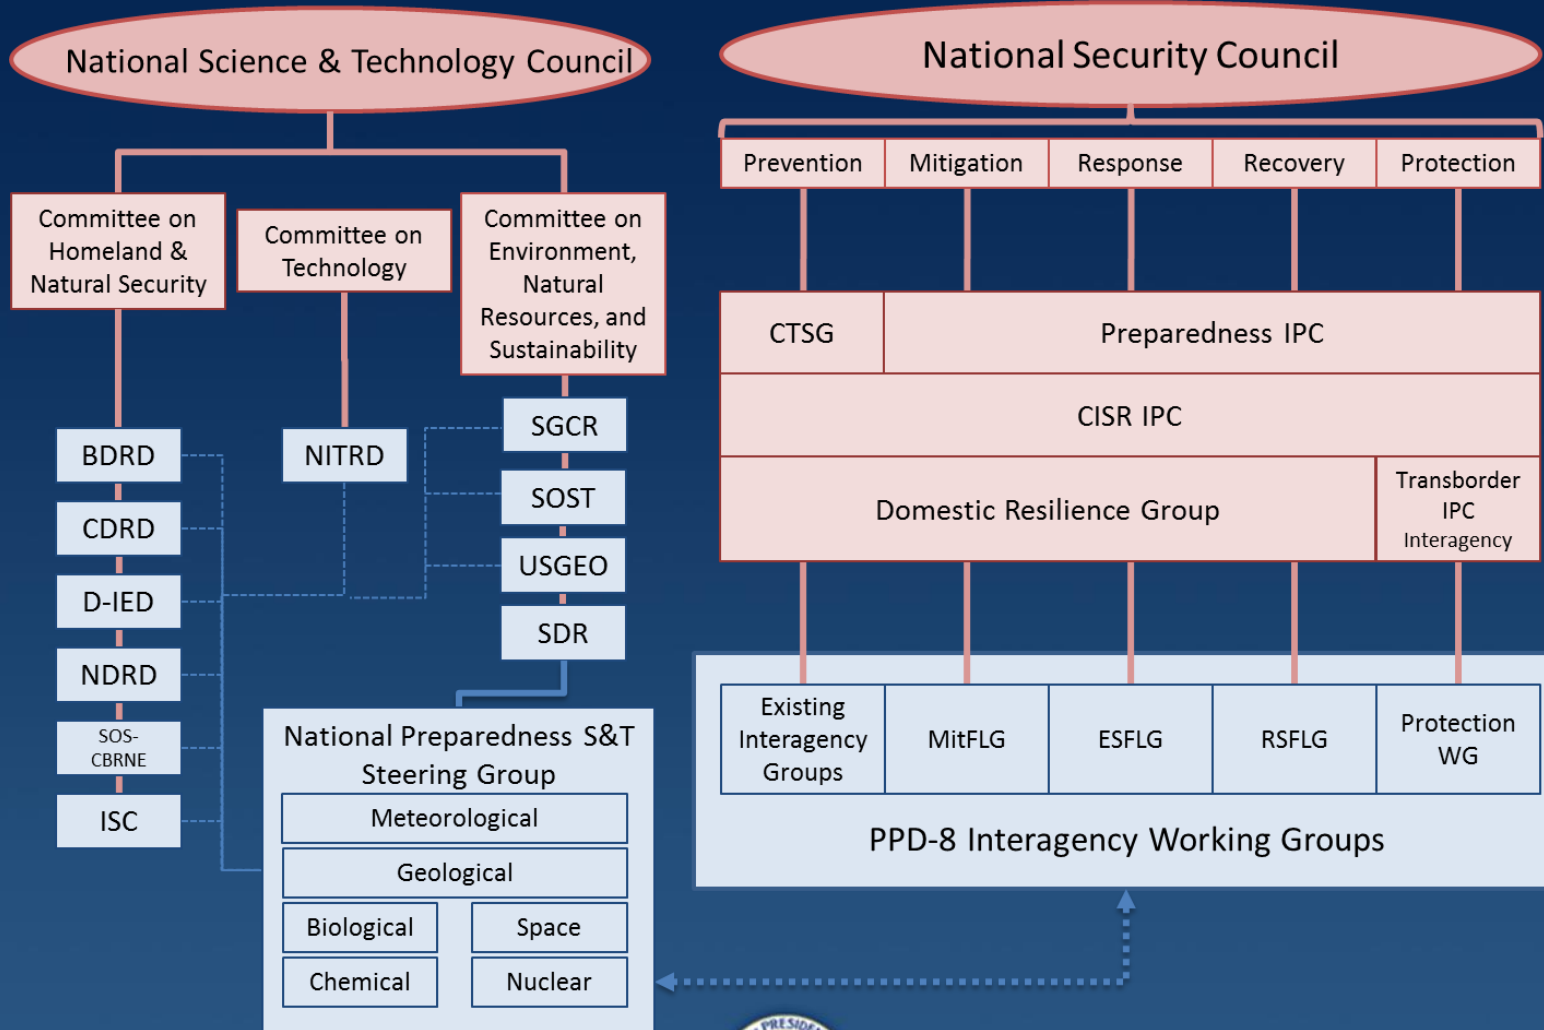 National Science & Technology Council
National Security Council
Prevention
Mitigation
Response
Recovery
Protection
Committee on
Homeland &
Natural Security
Committee on
Technology
Committee on
Environment,
Natural
Resources, and
Sustainability
CTSG
Preparedness IPC
CISR IPC
Domestic Resilience Group
Transborder
IPC
Interagency
BDRD
CDRD
D-IED
NDRD
SOS-
CBRNE
ISC
NITRD
SGCR
SOST
USGEO
SDR
National Preparedness S&T
Steering Group
Meteorological
Geological
Biological
Space
Chemical
Nuclear
Existing
Interagency
Groups
MitFLG
ESFLG
RSFLG
Protection
WG
PPD-8 Interagency Working Groups